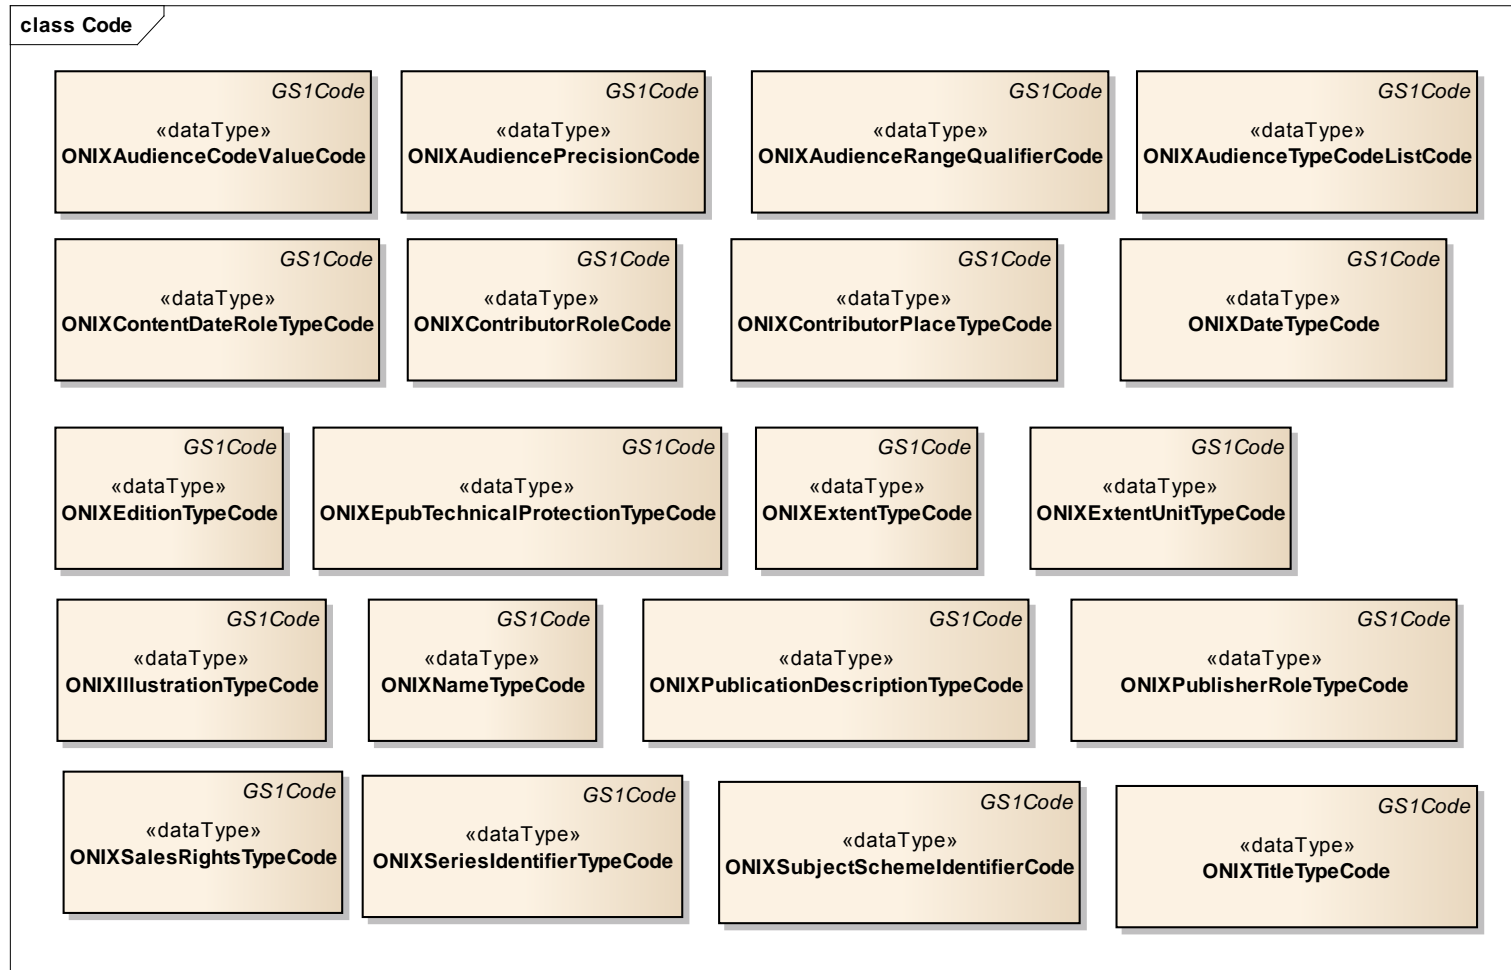 class Code
GS1Code
«dataType»
ONIXAudienceCodeValueCode
GS1Code
«dataType»
ONIXAudiencePrecisionCode
GS1Code
«dataType»
ONIXAudienceRangeQualifierCode
GS1Code
«dataType»
ONIXAudienceTypeCodeListCode
GS1Code
«dataType»
ONIXContentDateRoleTypeCode
GS1Code
«dataType»
ONIXContributorRoleCode
GS1Code
«dataType»
ONIXContributorPlaceTypeCode
GS1Code
«dataType»
ONIXDateTypeCode
GS1Code
«dataType»
ONIXEditionTypeCode
GS1Code
«dataType»
ONIXEpubTechnicalProtectionTypeCode
GS1Code
«dataType»
ONIXExtentTypeCode
GS1Code
«dataType»
ONIXExtentUnitTypeCode
GS1Code
«dataType»
ONIXIllustrationTypeCode
GS1Code
«dataType»
ONIXNameTypeCode
GS1Code
«dataType»
ONIXPublicationDescriptionTypeCode
GS1Code
«dataType»
ONIXPublisherRoleTypeCode
GS1Code
«dataType»
ONIXSalesRightsTypeCode
GS1Code
«dataType»
ONIXSeriesIdentifierTypeCode
GS1Code
«dataType»
ONIXSubjectSchemeIdentifierCode
GS1Code
«dataType»
ONIXTitleTypeCode